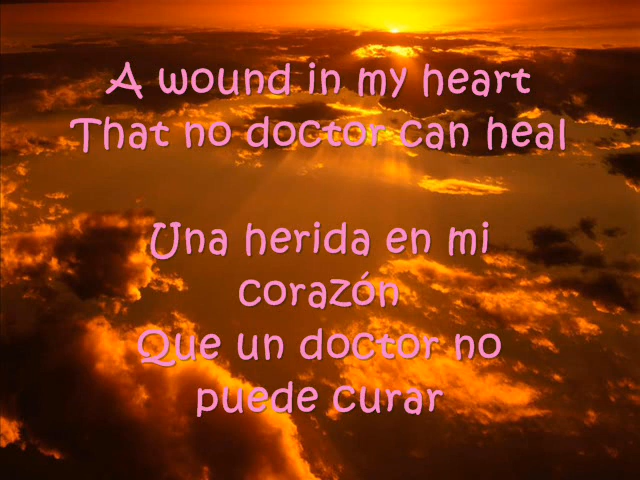 A wound in my heart
That no doctor can heal
Una herida en mi
corazón
Que un doctor no
puede curar